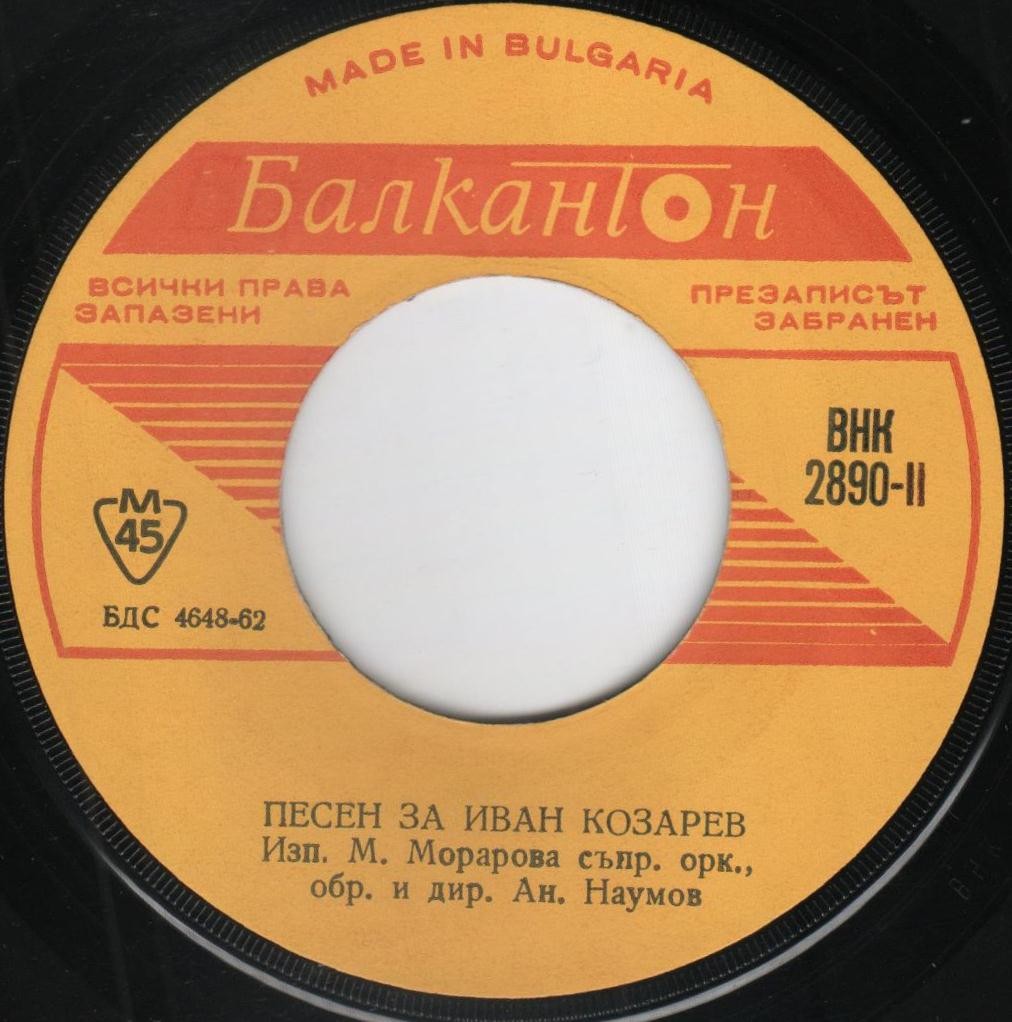 MADE IN BULGARIA
Балкантон
ВСИЧКИ ПРАВА
ЗАПАЗЕНИ
ПРЕЗАПИСЪТ
ЗАБРАНЕН
ВНК
2890-II
М
45
БДС 4648-62
ПЕСЕН ЗА ИВАН КОЗАРЕВ
Изп. М. Морарова съпр. орк.,
обр. и дир. Ан. Наумов